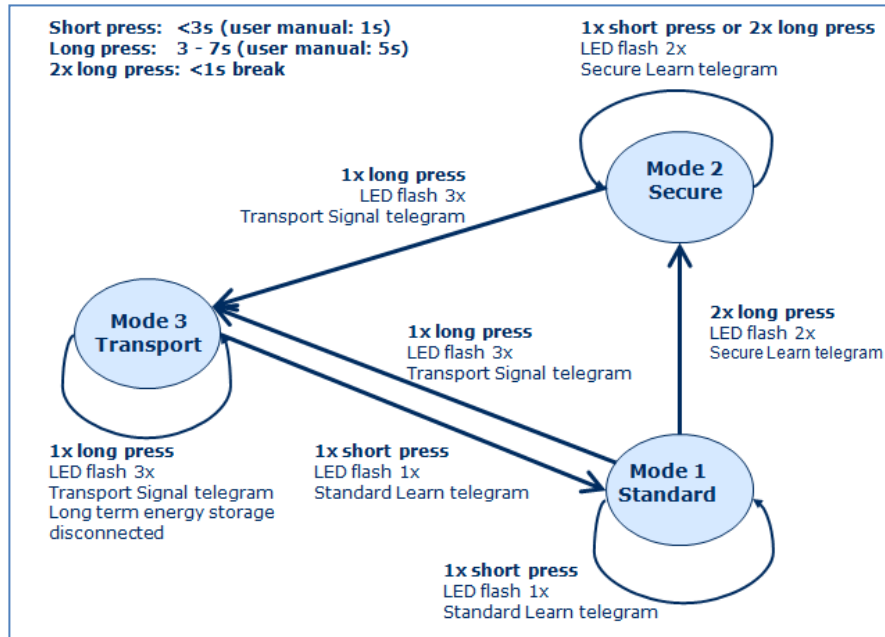 Short press: <3s (user manual: 1s)
Long press: 3 - 7s (user manual: 5s)
2x long press: <1s break
1x short press or 2x long press
LED flash 2x
Secure Learn telegram
Mode 2
Secure
1x long press
LED flash 3x
Transport Signal telegram
Mode 3
Transport
1x long press
LED flash 3x
Transport Signal telegram
2x long press
LED flash 2x
Secure Learn telegram
1x long press
LED flash 3x
Transport Signal telegram
Long term energy storage
disconnected
1x short press
LED flash 1x
Standard Learn telegram
Mode 1
Standard
1x short press
LED flash 1x
Standard Learn telegram